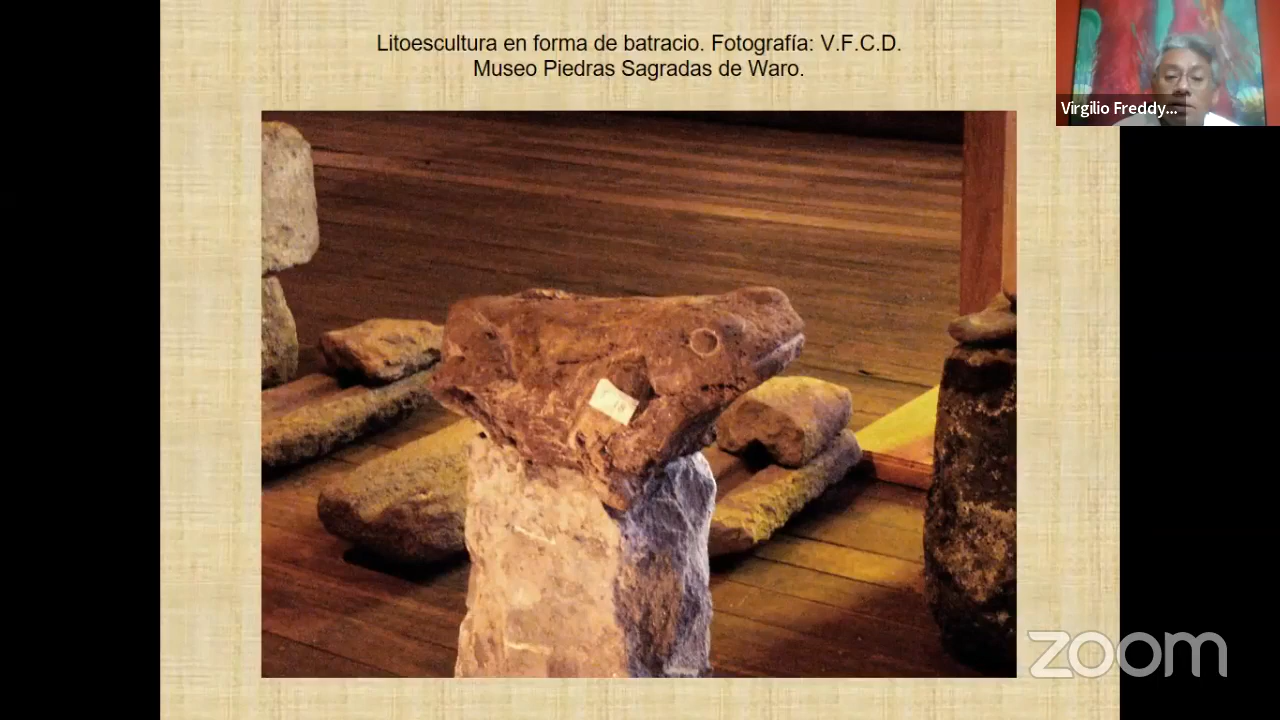 Litoescultura en forma de batracio. Fotografía: V.F.C.D.
Museo Piedras Sagradas de Waro.
Virgilio Freddy...
zoom